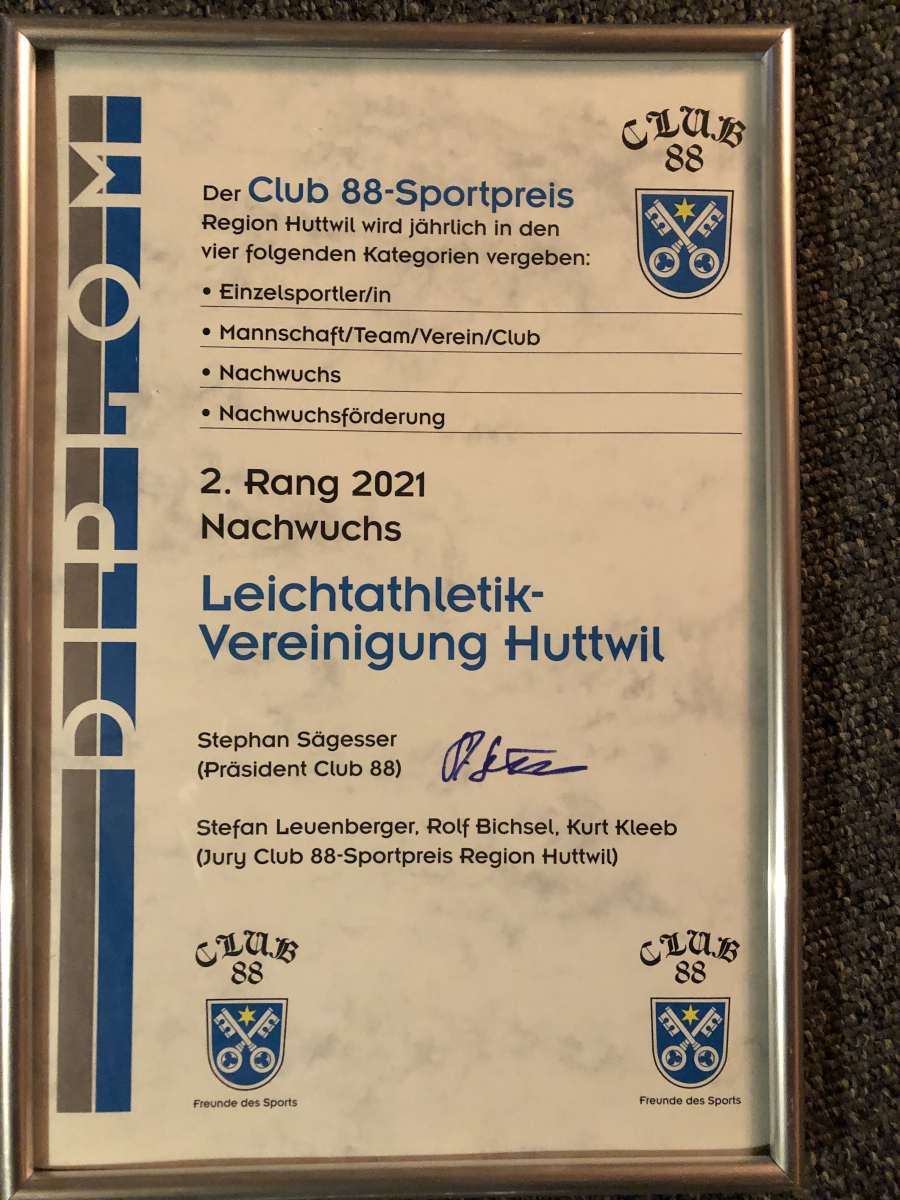 DIPLOM
CLUB
88
Der Club 88-Sportpreis
Region Huttwil wird jährlich in den
vier folgenden Kategorien vergeben:
• Einzelsportler/in
• Mannschaft/Team/Verein/Club
• Nachwuchs
• Nachwuchsförderung
2. Rang 2021
Nachwuchs
Leichtathletik-
Vereinigung Huttwil
Stephan Sägesser
(Präsident Club 88)
Stefan Leuenberger, Rolf Bichsel, Kurt Kleeb
(Jury Club 88-Sportpreis Region Huttwil)
CLUB
88
Freunde des Sports
CLUB
88
Freunde des Sports